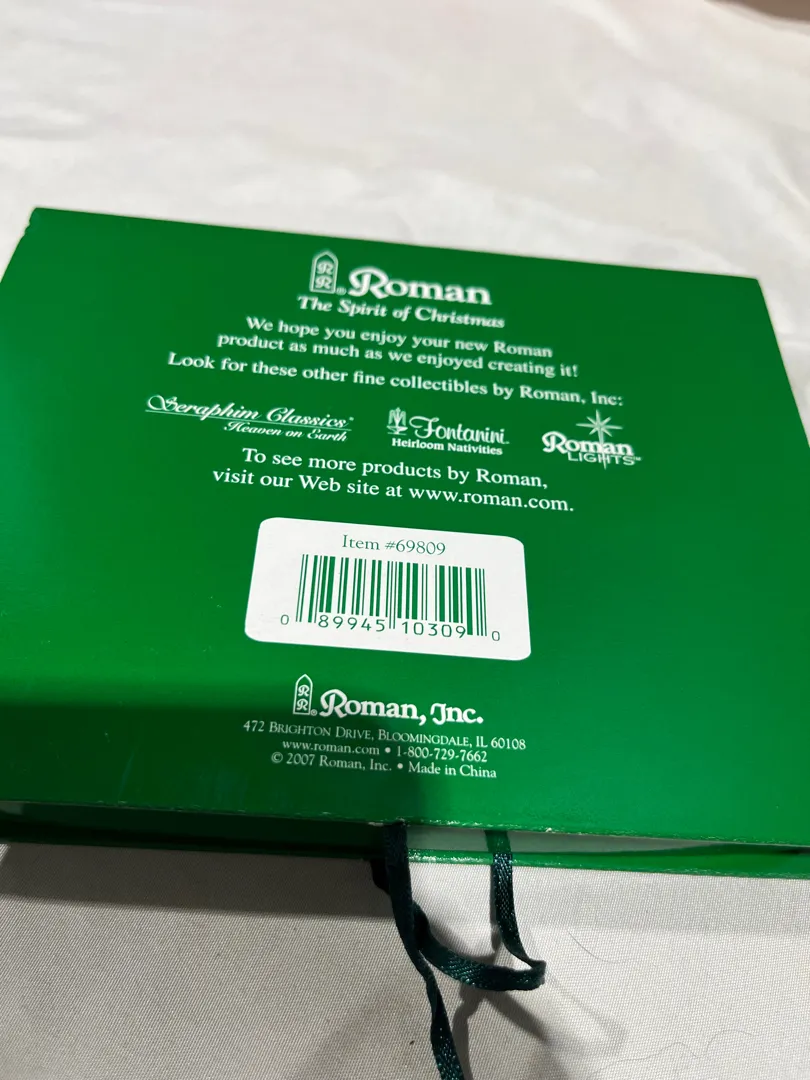 RR® Roman
The Spirit of Christmas
We hope you enjoy your new Roman
product as much as we enjoyed creating it!
Look for these other fine collectibles by Roman, Inc:
Seraphim Classics®
Heaven on Earth
Fontanini®
Heirloom Nativities
Roman
LIGHTS™
To see more products by Roman,
visit our Web site at www.roman.com.
Item #69809
0 89945 10309 0
RR® Roman, Inc.
472 BRIGHTON DRIVE, BLOOMINGDALE, IL 60108
www.roman.com • 1-800-729-7662
© 2007 Roman, Inc. • Made in China